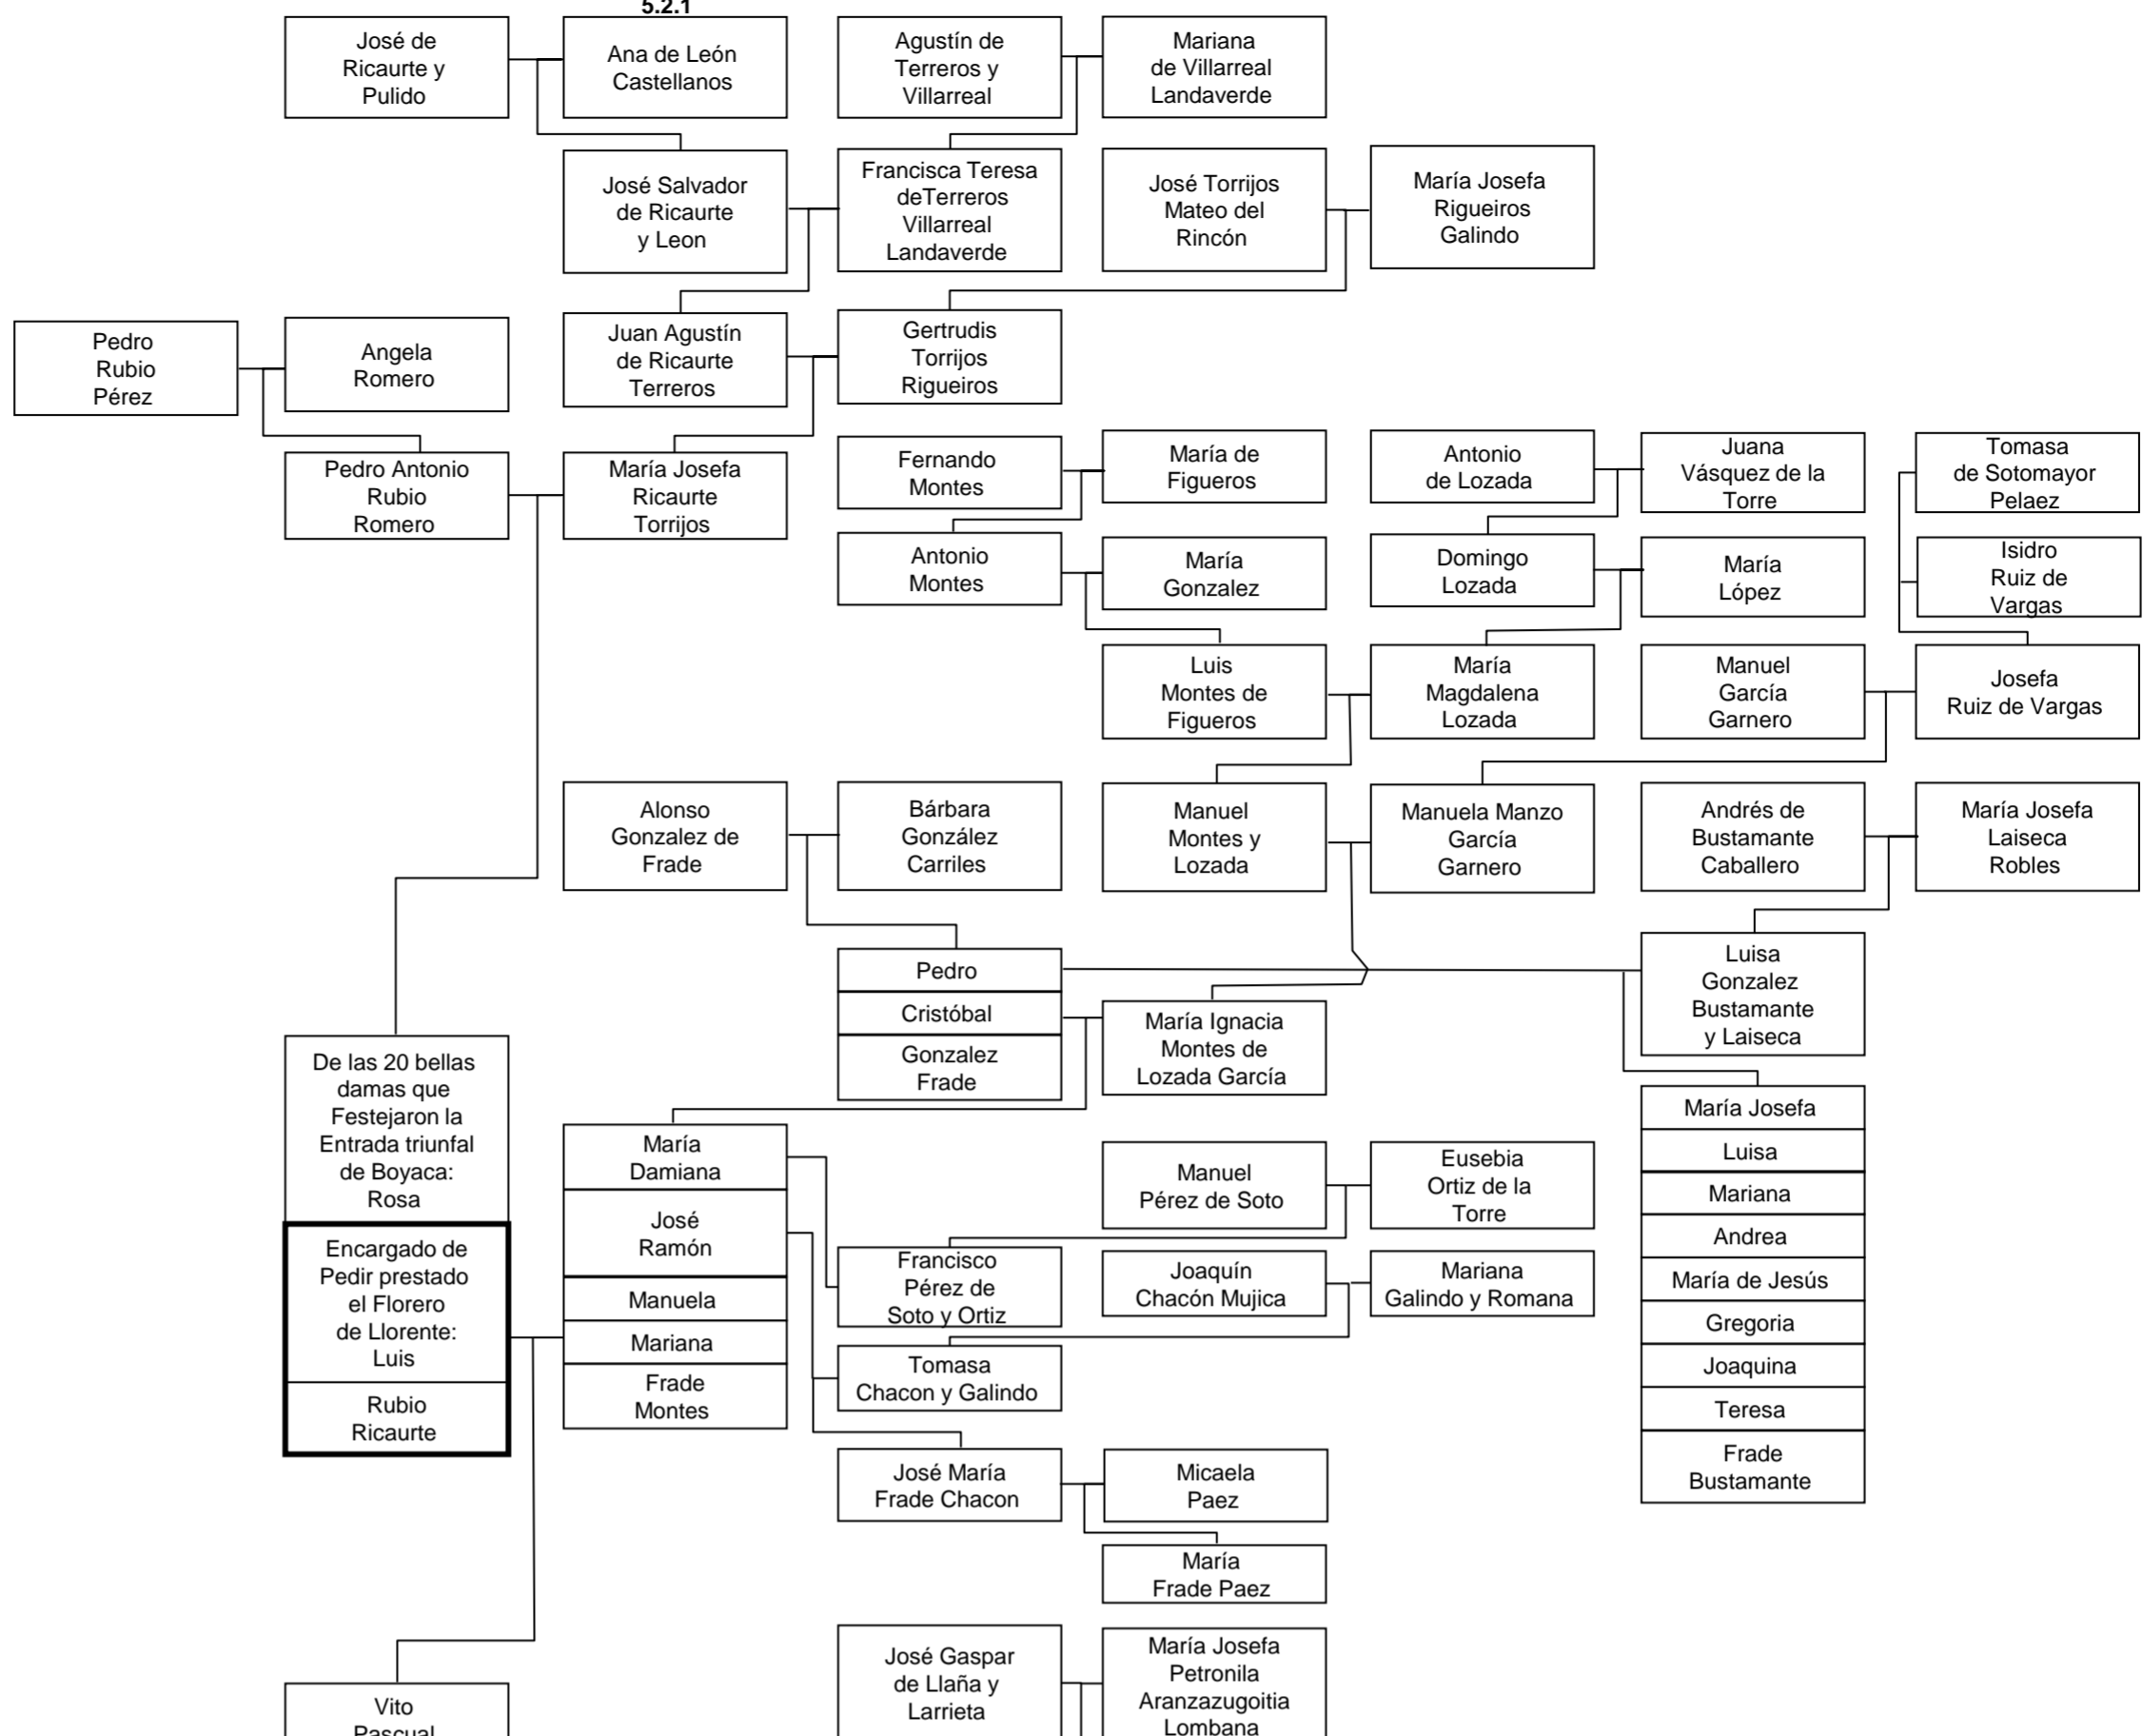 5.2.1
José de
Ricaurte y
Pulido
Ana de León
Castellanos
Agustín de
Terreros y
Villarreal
Mariana
de Villarreal
Landaverde
José Salvador
de Ricaurte
y Leon
Francisca Teresa
deTerreros
Villarreal
Landaverde
José Torrijos
Mateo del
Rincón
María Josefa
Rigueiros
Galindo
Pedro
Rubio
Pérez
Angela
Romero
Juan Agustín
de Ricaurte
Terreros
Gertrudis
Torrijos
Rigueiros
Pedro Antonio
Rubio
Romero
María Josefa
Ricaurte
Torrijos
Fernando
Montes
María de
Figueros
Antonio
de Lozada
Juana
Vásquez de la
Torre
Tomasa
de Sotomayor
Pelaez
Antonio
Montes
María
Gonzalez
Domingo
Lozada
María
López
Isidro
Ruiz de
Vargas
Luis
Montes de
Figueros
María
Magdalena
Lozada
Manuel
García
Garnero
Josefa
Ruiz de Vargas
Alonso
Gonzalez de
Frade
Bárbara
González
Carriles
Manuel
Montes y
Lozada
Manuela Manzo
García
Garnero
Andrés de
Bustamante
Caballero
María Josefa
Laiseca
Robles
Pedro
Cristóbal
Gonzalez
Frade
María Ignacia
Montes de
Lozada García
Luisa
Gonzalez
Bustamante
y Laiseca
De las 20 bellas
damas que
Festejaron la
Entrada triunfal
de Boyaca:
Rosa
Encargado de
Pedir prestado
el Florero
de Llorente:
Luis
Rubio
Ricaurte
María
Damiana
José
Ramón
Manuela
Mariana
Frade
Montes
Manuel
Pérez de Soto
Eusebia
Ortiz de la
Torre
Francisco
Pérez de
Soto y Ortiz
Joaquín
Chacón Mujica
Mariana
Galindo y Romana
Tomasa
Chacon y Galindo
María Josefa
Luisa
Mariana
Andrea
María de Jesús
Gregoria
Joaquina
Teresa
Frade
Bustamante
José María
Frade Chacon
Micaela
Paez
María
Frade Paez
José Gaspar
de Llaña y
Larrieta
María Josefa
Petronila
Aranzazugoitia
Lombana
Vito
Pascual